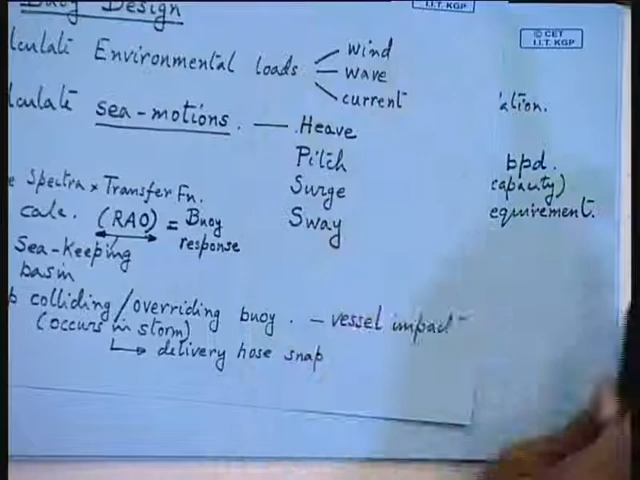 Buoy Design
I.I.T. KGP
© CET
I.I.T. KGP
lculate Environmental loads wind
wave
current
lculate sea-motions. — Heave
Pitch
Surge
Sway
ation.
bpd.
capacity)
equirement.
e Spectra × Transfer Fn.
calc. (RAO) = Buoy response
Sea-Keeping
basin
colliding/overriding buoy. — vessel impact
(occurs in storm)
delivery hose snap